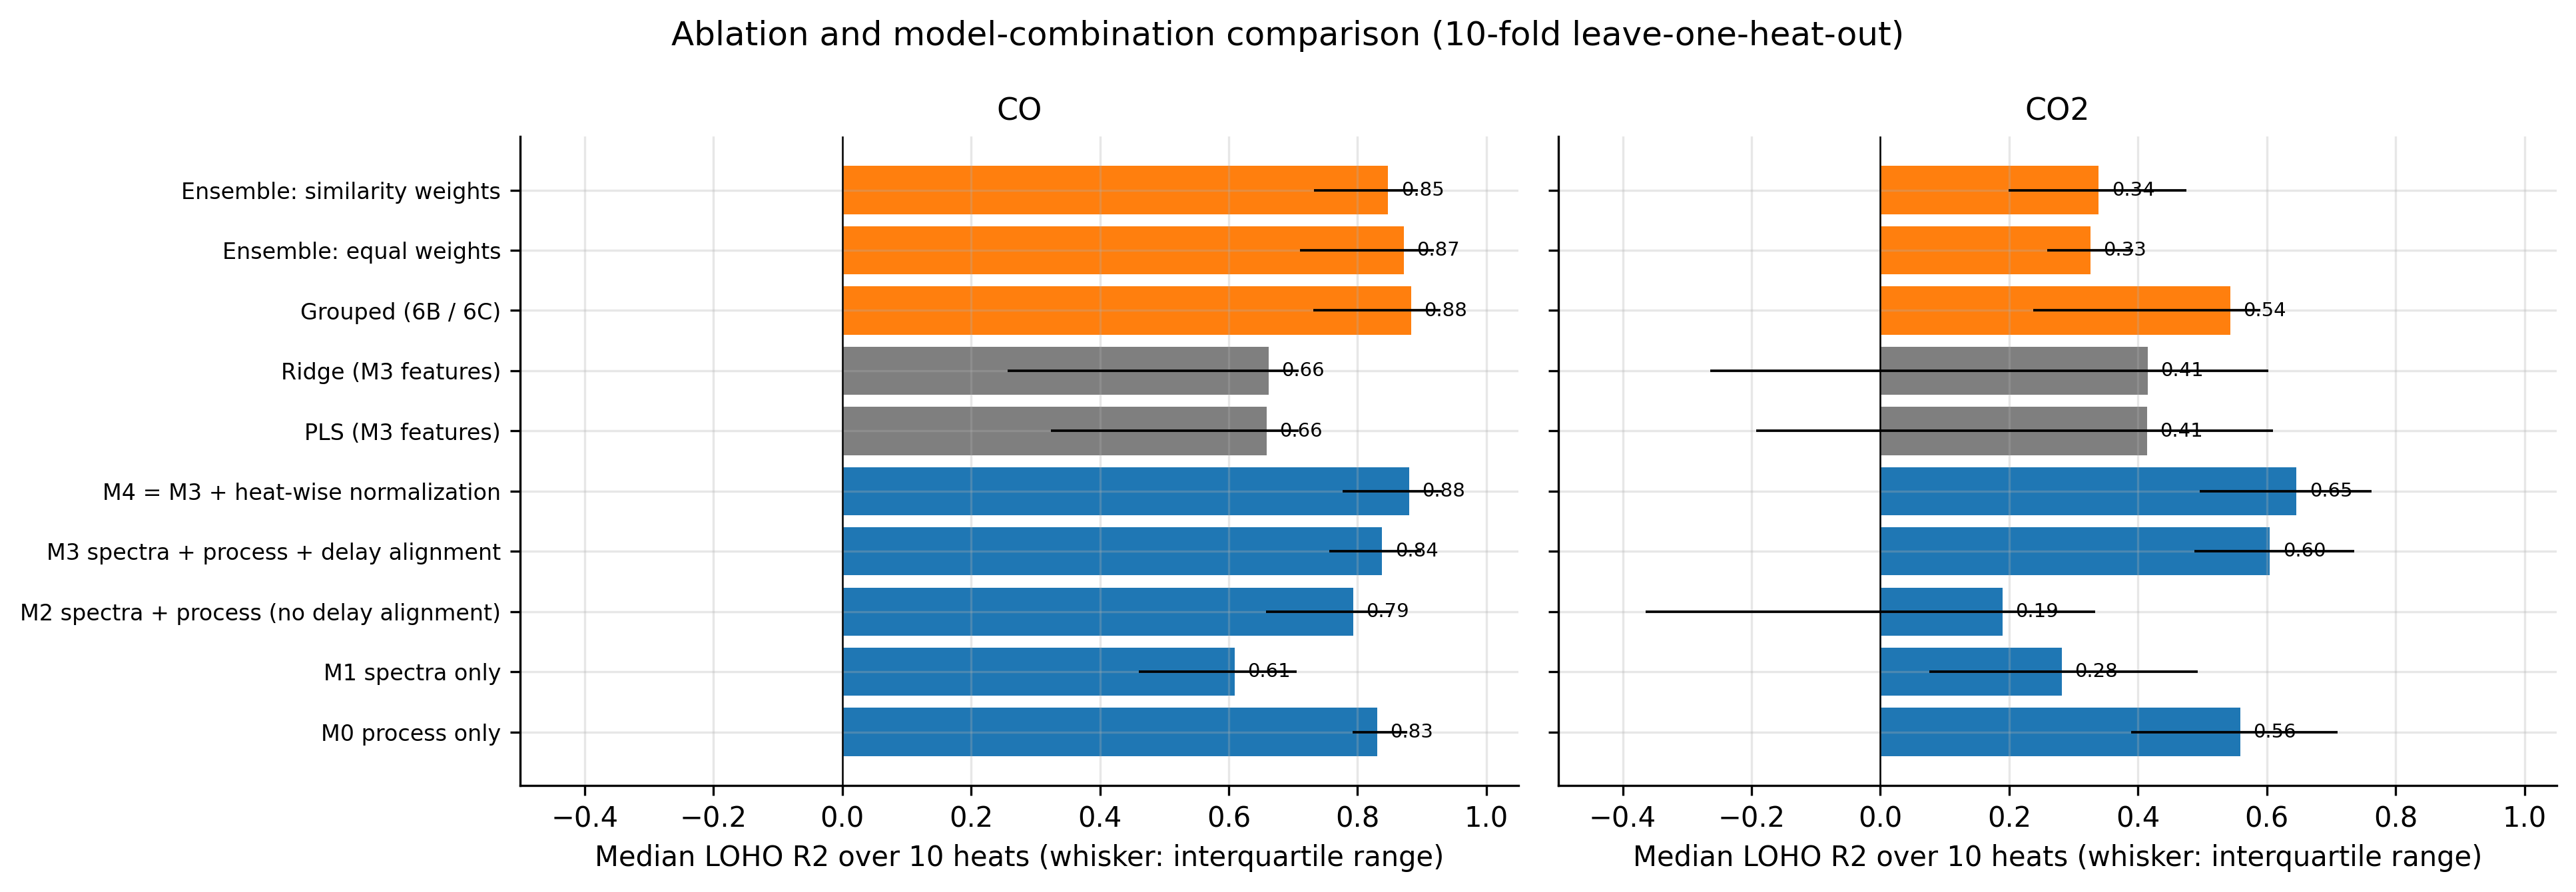 Ablation and model-combination comparison (10-fold leave-one-heat-out)
CO
Ensemble: similarity weights
0.85
Ensemble: equal weights
0.87
Grouped (6B / 6C)
0.88
Ridge (M3 features)
0.66
PLS (M3 features)
0.66
M4 = M3 + heat-wise normalization
0.88
M3 spectra + process + delay alignment
0.84
M2 spectra + process (no delay alignment)
0.79
M1 spectra only
0.61
M0 process only
0.83
−0.4 −0.2 0.0 0.2 0.4 0.6 0.8 1.0
Median LOHO R2 over 10 heats (whisker: interquartile range)
CO2
0.34
0.33
0.54
0.41
0.41
0.65
0.60
0.19
0.28
0.56
−0.4 −0.2 0.0 0.2 0.4 0.6 0.8 1.0
Median LOHO R2 over 10 heats (whisker: interquartile range)